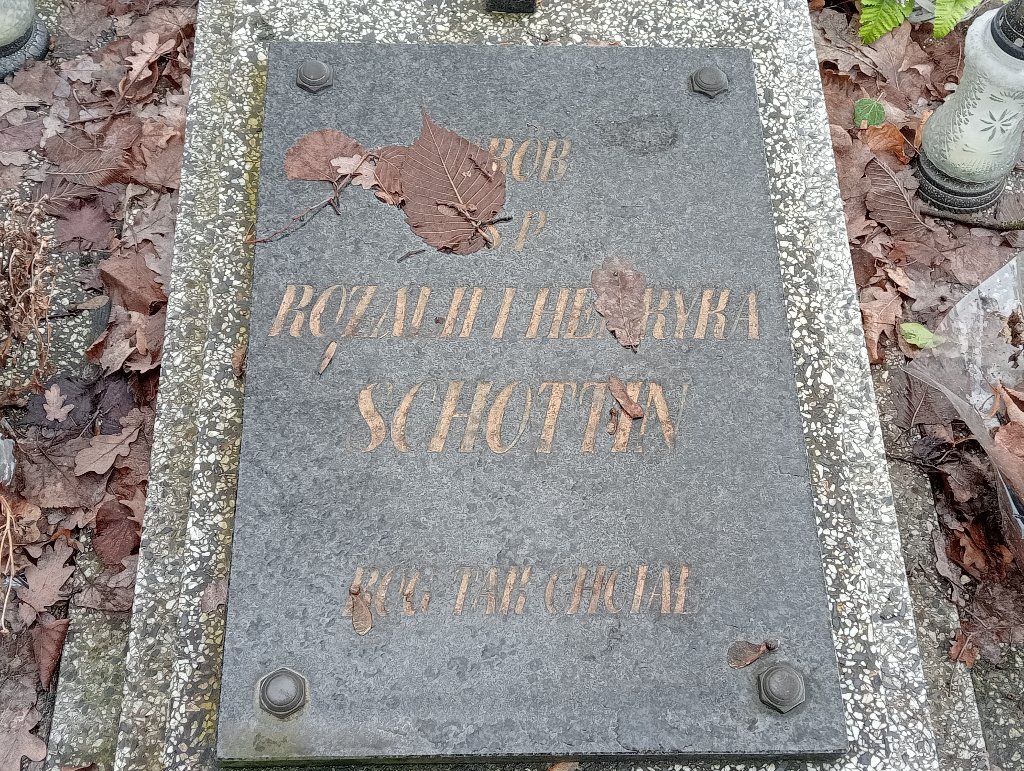 P
ROZALII I HENRYKA
SCHOTTIN
BÓG TAK CHCIAŁ